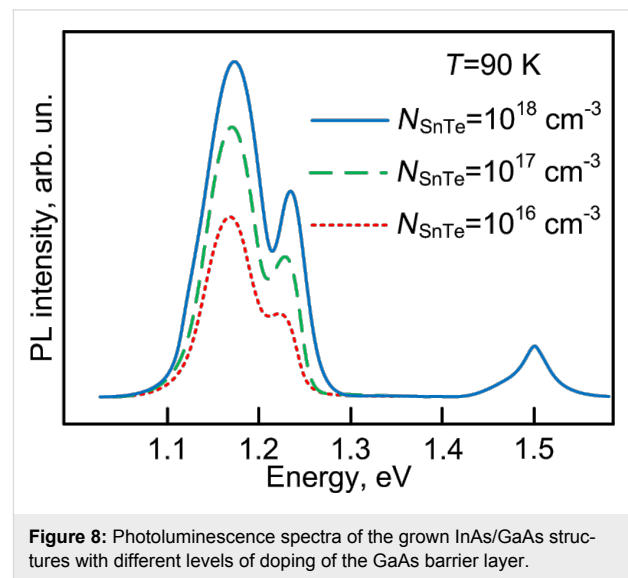 T=90 K
N_SnTe=10^18 cm^-3
N_SnTe=10^17 cm^-3
N_SnTe=10^16 cm^-3
PL intensity, arb. un.
1.1 1.2 1.3 1.4 1.5
Energy, eV
Figure 8: Photoluminescence spectra of the grown InAs/GaAs struc-
tures with different levels of doping of the GaAs barrier layer.